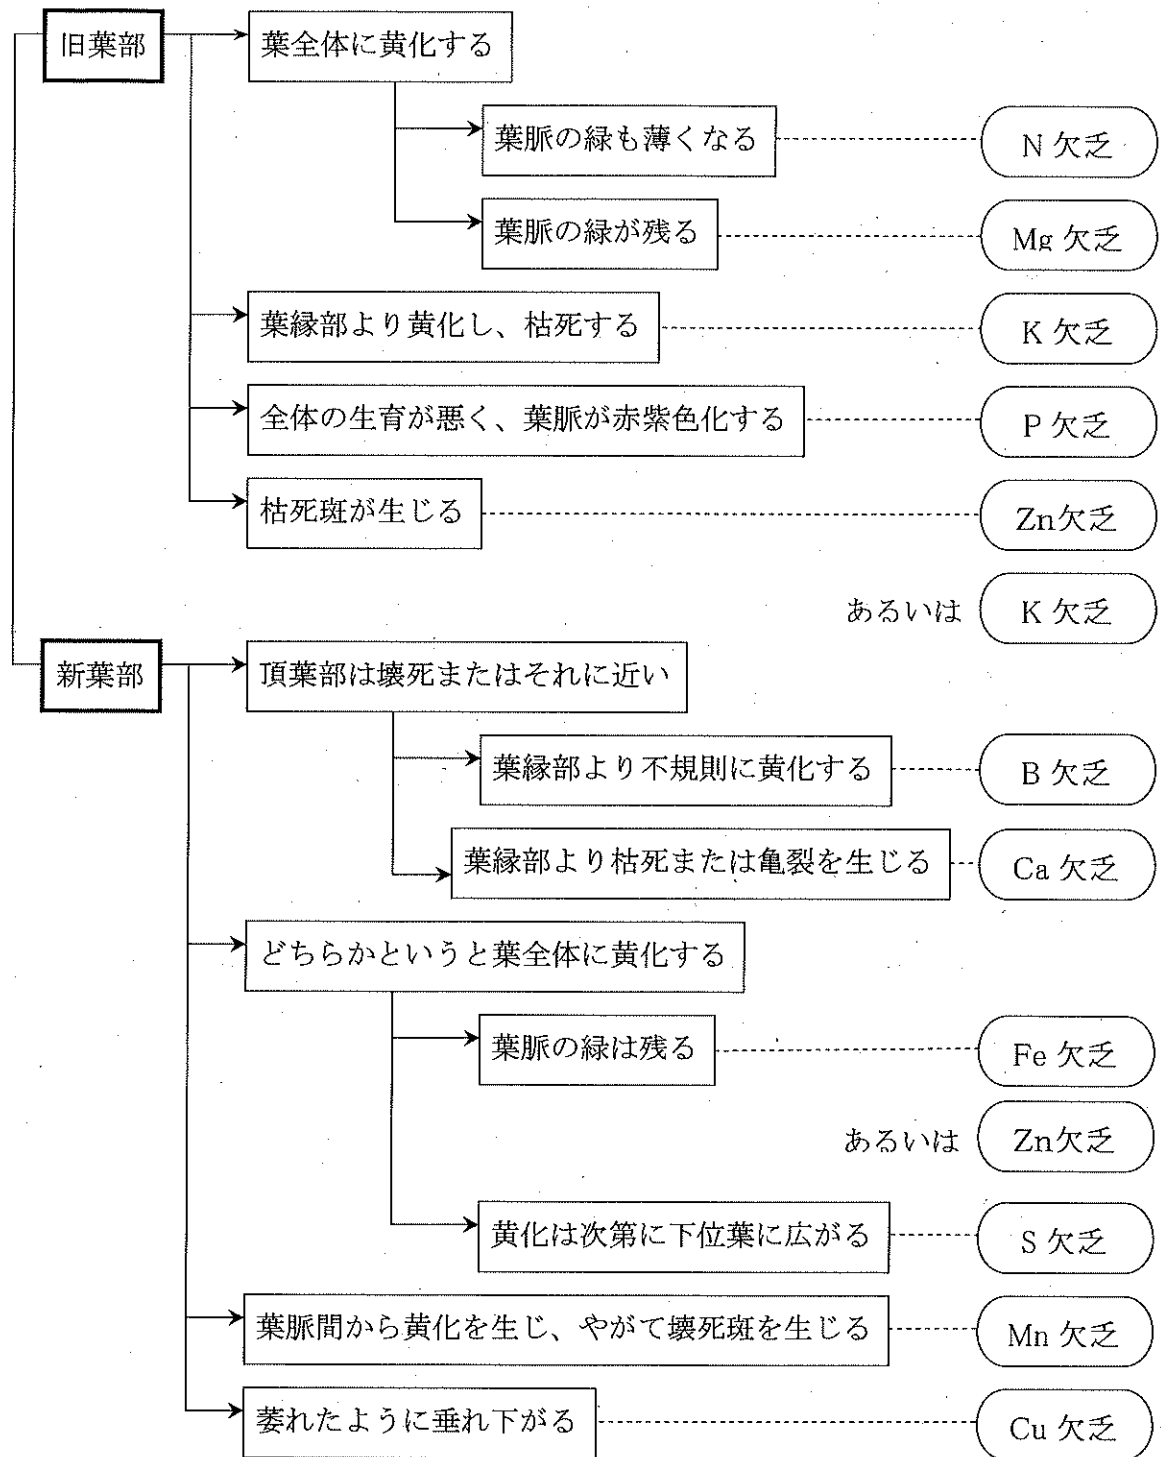 旧葉部
葉全体に黄化する
葉脈の緑も薄くなる
N 欠乏
葉脈の緑が残る
Mg 欠乏
葉縁部より黄化し、枯死する
K 欠乏
全体の生育が悪く、葉脈が赤紫色化する
P 欠乏
枯死斑が生じる
Zn欠乏
あるいは
K 欠乏
新葉部
頂葉部は壊死またはそれに近い
葉縁部より不規則に黄化する
B 欠乏
葉縁部より枯死または亀裂を生じる
Ca 欠乏
どちらかというと葉全体に黄化する
葉脈の緑は残る
Fe 欠乏
あるいは
Zn欠乏
黄化は次第に下位葉に広がる
S 欠乏
葉脈間から黄化を生じ、やがて壊死斑を生じる
Mn 欠乏
萎れたように垂れ下がる
Cu 欠乏